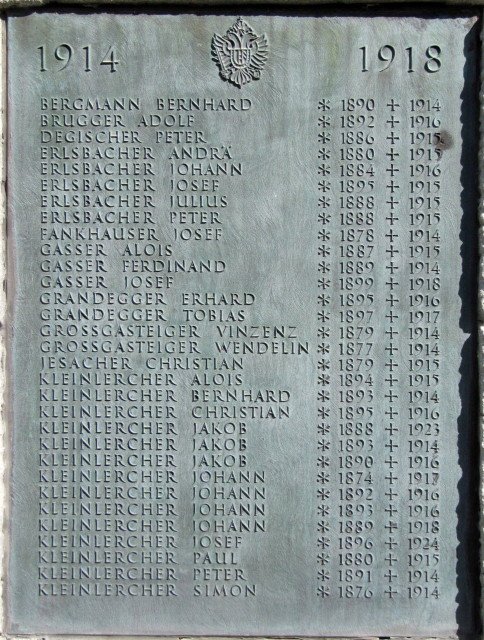 1914 1918
BERGMANN BERNHARD * 1890 + 1914
BRUGGER ADOLF * 1892 + 1916
DEGISCHER PETER * 1886 + 1915
ERLSBACHER ANDRÄ * 1880 + 1915
ERLSBACHER JOHANN * 1884 + 1916
ERLSBACHER JOSEF * 1895 + 1915
ERLSBACHER JULIUS * 1888 + 1915
ERLSBACHER PETER * 1888 + 1915
FANKHAUSER JOSEF * 1878 + 1914
GASSER ALOIS * 1887 + 1915
GASSER FERDINAND * 1889 + 1914
GASSER JOSEF * 1899 + 1918
GRANDEGGER ERHARD * 1895 + 1916
GRANDEGGER TOBIAS * 1897 + 1917
GROSSGASTEIGER VINZENZ * 1879 + 1914
GROSSGASTEIGER WENDELIN * 1877 + 1914
JESACHER CHRISTIAN * 1879 + 1915
KLEINLERCHER ALOIS * 1894 + 1915
KLEINLERCHER BERNHARD * 1893 + 1914
KLEINLERCHER CHRISTIAN * 1895 + 1916
KLEINLERCHER JAKOB * 1888 + 1923
KLEINLERCHER JAKOB * 1893 + 1914
KLEINLERCHER JAKOB * 1890 + 1916
KLEINLERCHER JOHANN * 1874 + 1917
KLEINLERCHER JOHANN * 1892 + 1916
KLEINLERCHER JOHANN * 1893 + 1916
KLEINLERCHER JOHANN * 1889 + 1918
KLEINLERCHER JOSEF * 1896 + 1924
KLEINLERCHER PAUL * 1880 + 1915
KLEINLERCHER PETER * 1891 + 1914
KLEINLERCHER SIMON * 1876 + 1914